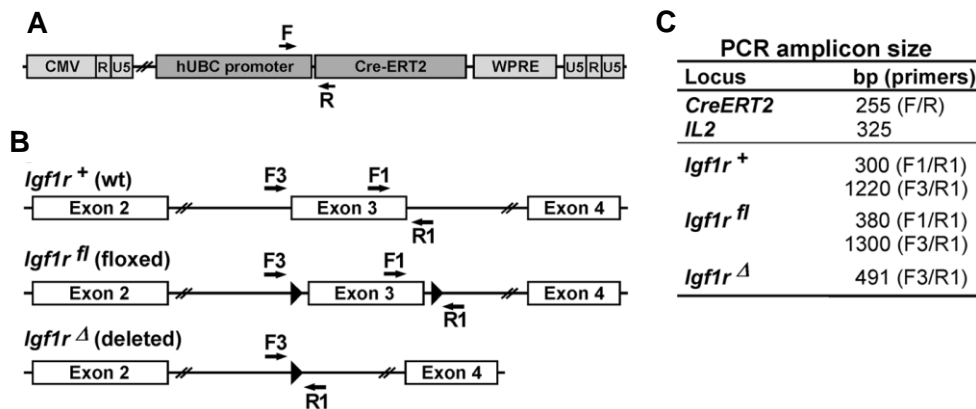 A
F
CMV R U5 hUBC promoter Cre-ERT2 WPRE U5 R U5
R
B
Igf1r + (wt)
F3 F1
Exon 2 Exon 3 Exon 4
R1
Igf1r fl (floxed)
F3 F1
Exon 2 Exon 3 Exon 4
R1
Igf1r Δ (deleted)
F3
Exon 2 Exon 4
R1
C
PCR amplicon size
Locus bp (primers)
CreERT2 255 (F/R)
IL2 325
Igf1r + 300 (F1/R1)
1220 (F3/R1)
Igf1r fl 380 (F1/R1)
1300 (F3/R1)
Igf1r Δ 491 (F3/R1)